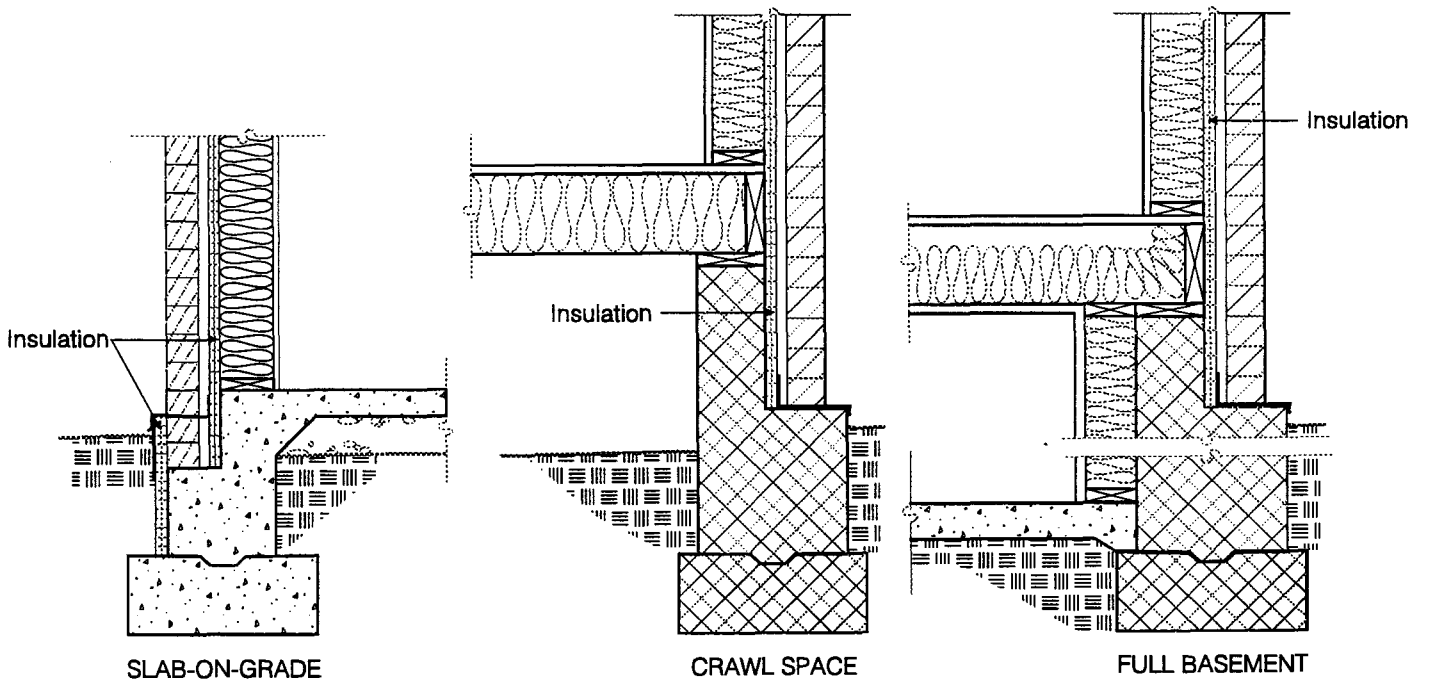 Insulation
SLAB-ON-GRADE
Insulation
CRAWL SPACE
Insulation
FULL BASEMENT